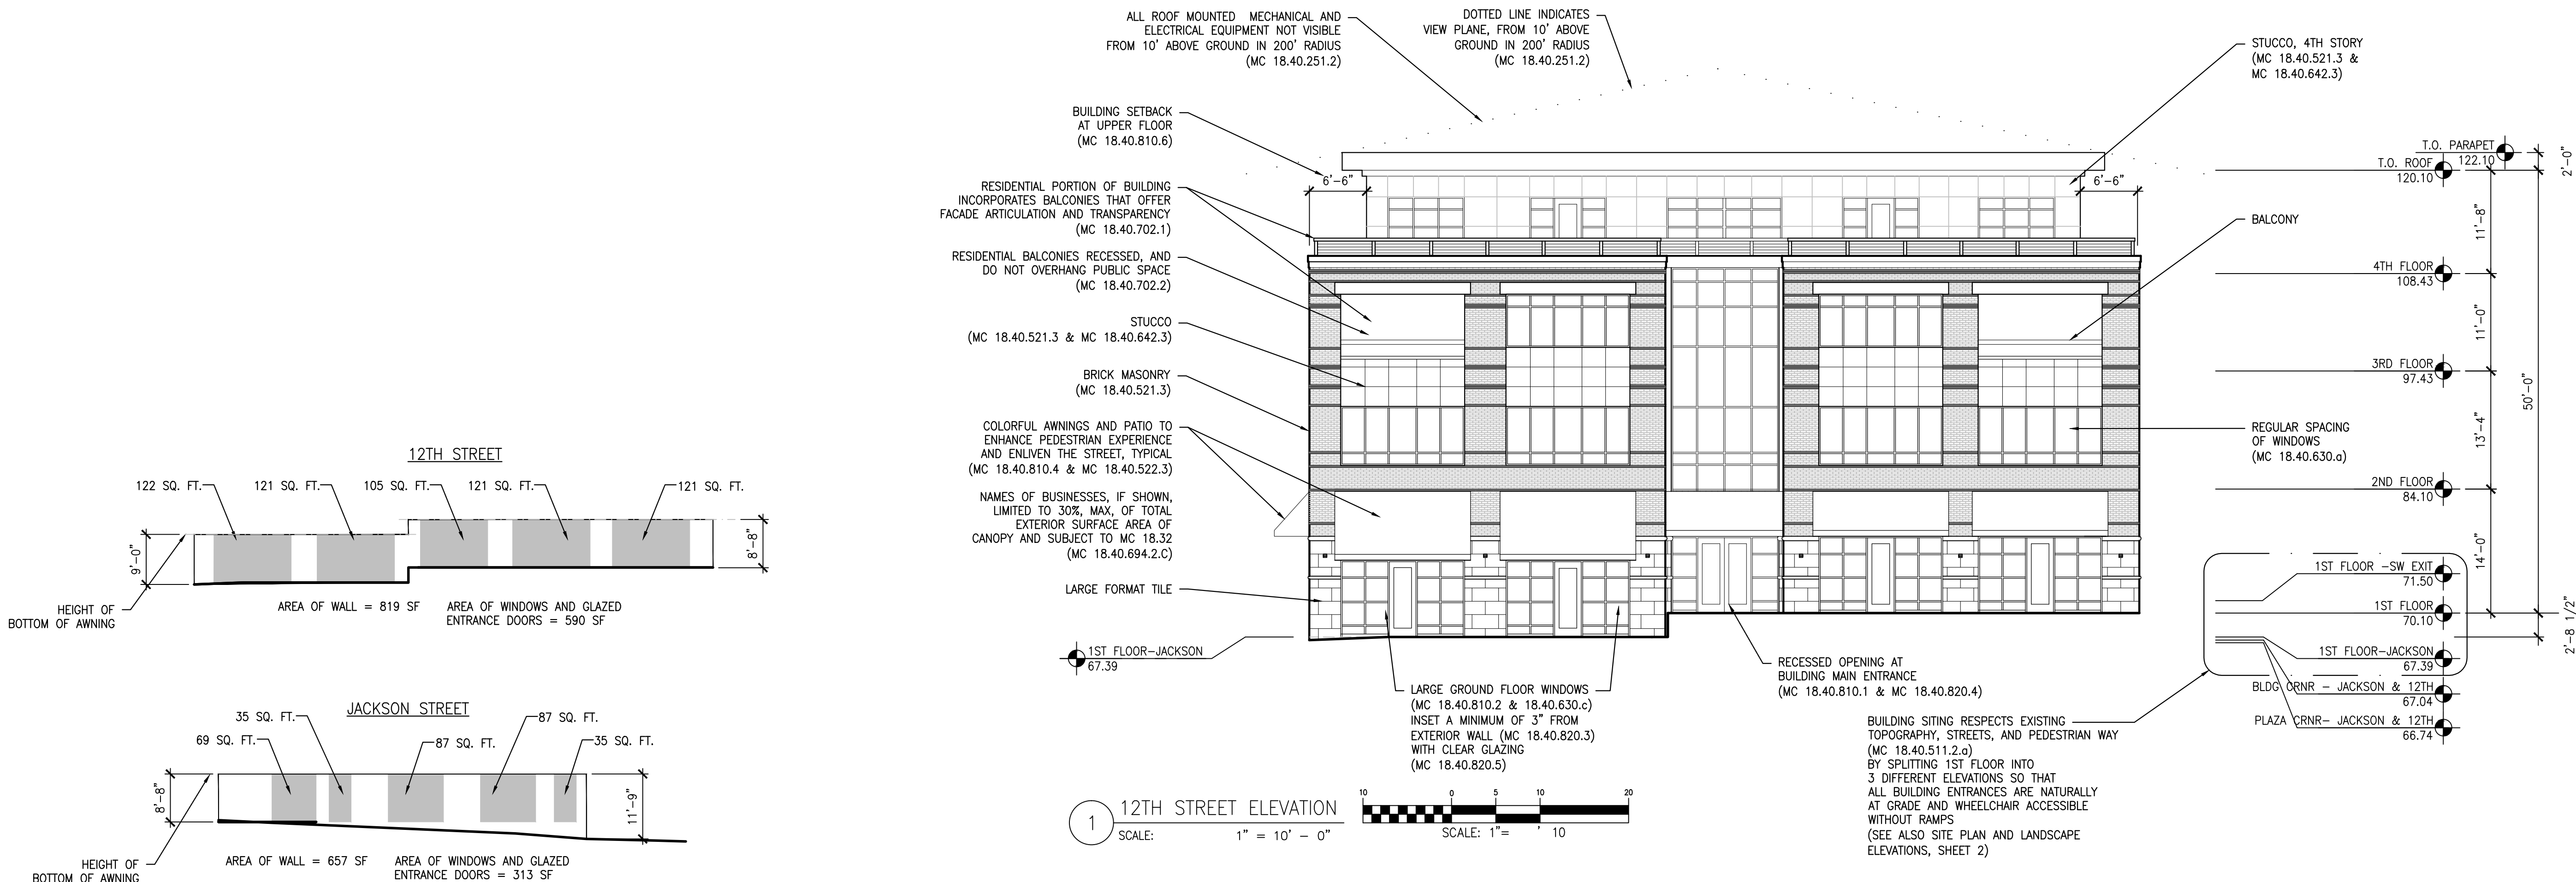 ALL ROOF MOUNTED MECHANICAL AND
ELECTRICAL EQUIPMENT NOT VISIBLE
FROM 10' ABOVE GROUND IN 200' RADIUS
(MC 18.40.251.2)
DOTTED LINE INDICATES
VIEW PLANE, FROM 10' ABOVE
GROUND IN 200' RADIUS
(MC 18.40.251.2)
STUCCO, 4TH STORY
(MC 18.40.521.3 &
MC 18.40.642.3)
BUILDING SETBACK
AT UPPER FLOOR
(MC 18.40.810.6)
6'-6"
6'-6"
RESIDENTIAL PORTION OF BUILDING
INCORPORATES BALCONIES THAT OFFER
FACADE ARTICULATION AND TRANSPARENCY
(MC 18.40.702.1)
RESIDENTIAL BALCONIES RECESSED, AND
DO NOT OVERHANG PUBLIC SPACE
(MC 18.40.702.2)
STUCCO
(MC 18.40.521.3 & MC 18.40.642.3)
BRICK MASONRY
(MC 18.40.521.3)
COLORFUL AWNINGS AND PATIO TO
ENHANCE PEDESTRIAN EXPERIENCE
AND ENLIVEN THE STREET, TYPICAL
(MC 18.40.810.4 & MC 18.40.522.3)
NAMES OF BUSINESSES, IF SHOWN,
LIMITED TO 30%, MAX, OF TOTAL
EXTERIOR SURFACE AREA OF
CANOPY AND SUBJECT TO MC 18.32
(MC 18.40.694.2.C)
LARGE FORMAT TILE
1ST FLOOR-JACKSON
67.39
BALCONY
REGULAR SPACING
OF WINDOWS
(MC 18.40.630.a)
T.O. PARAPET
122.10
T.O. ROOF
120.10
4TH FLOOR
108.43
3RD FLOOR
97.43
2ND FLOOR
84.10
1ST FLOOR -SW EXIT
71.50
1ST FLOOR
70.10
1ST FLOOR-JACKSON
67.39
BLDG CRNR - JACKSON & 12TH
67.04
PLAZA CRNR- JACKSON & 12TH
66.74
2'-0"
11'-8"
11'-0"
13'-4"
14'-0"
50'-0"
2'-8 1/2"
LARGE GROUND FLOOR WINDOWS
(MC 18.40.810.2 & 18.40.630.c)
INSET A MINIMUM OF 3" FROM
EXTERIOR WALL (MC 18.40.820.3)
WITH CLEAR GLAZING
(MC 18.40.820.5)
RECESSED OPENING AT
BUILDING MAIN ENTRANCE
(MC 18.40.810.1 & MC 18.40.820.4)
BUILDING SITING RESPECTS EXISTING
TOPOGRAPHY, STREETS, AND PEDESTRIAN WAY
(MC 18.40.511.2.a)
BY SPLITTING 1ST FLOOR INTO
3 DIFFERENT ELEVATIONS SO THAT
ALL BUILDING ENTRANCES ARE NATURALLY
AT GRADE AND WHEELCHAIR ACCESSIBLE
WITHOUT RAMPS
(SEE ALSO SITE PLAN AND LANDSCAPE
ELEVATIONS, SHEET 2)
1
12TH STREET ELEVATION
SCALE: 1" = 10' - 0"
10 0 5 10 20
SCALE: 1"= ' 10
12TH STREET
122 SQ. FT.
121 SQ. FT.
105 SQ. FT.
121 SQ. FT.
121 SQ. FT.
9'-0"
8'-8"
HEIGHT OF
BOTTOM OF AWNING
AREA OF WALL = 819 SF
AREA OF WINDOWS AND GLAZED
ENTRANCE DOORS = 590 SF
JACKSON STREET
69 SQ. FT.
35 SQ. FT.
87 SQ. FT.
87 SQ. FT.
35 SQ. FT.
8'-8"
11'-9"
HEIGHT OF
BOTTOM OF AWNING
AREA OF WALL = 657 SF
AREA OF WINDOWS AND GLAZED
ENTRANCE DOORS = 313 SF